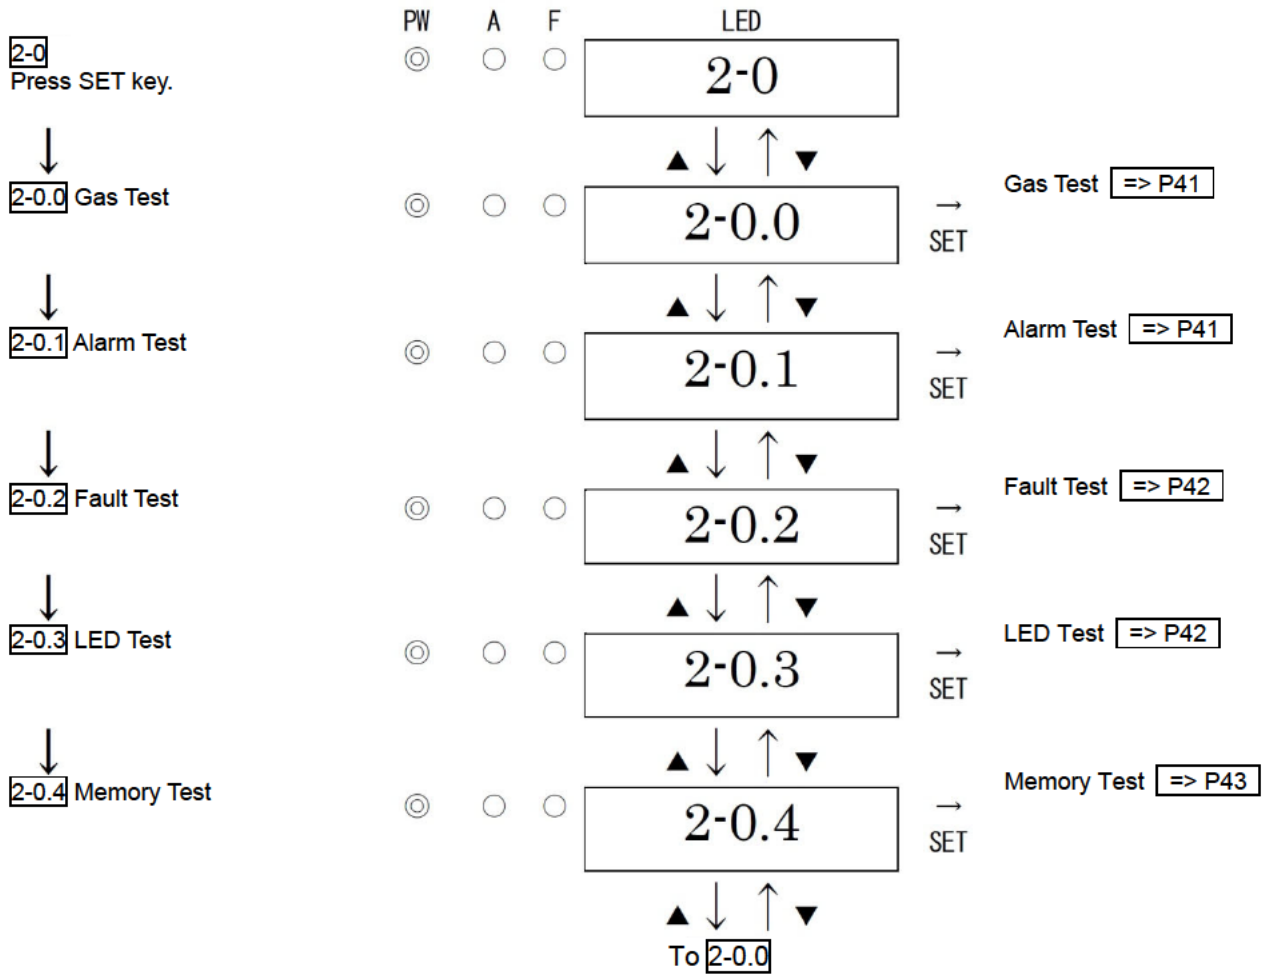 PW A F LED
2-0
Press SET key.
2-0
▲ ↓ ↑ ▼
↓
2-0.0 Gas Test
2-0.0
→
SET
Gas Test => P41
▲ ↓ ↑ ▼
↓
2-0.1 Alarm Test
2-0.1
→
SET
Alarm Test => P41
▲ ↓ ↑ ▼
↓
2-0.2 Fault Test
2-0.2
→
SET
Fault Test => P42
▲ ↓ ↑ ▼
↓
2-0.3 LED Test
2-0.3
→
SET
LED Test => P42
▲ ↓ ↑ ▼
↓
2-0.4 Memory Test
2-0.4
→
SET
Memory Test => P43
▲ ↓ ↑ ▼
To 2-0.0